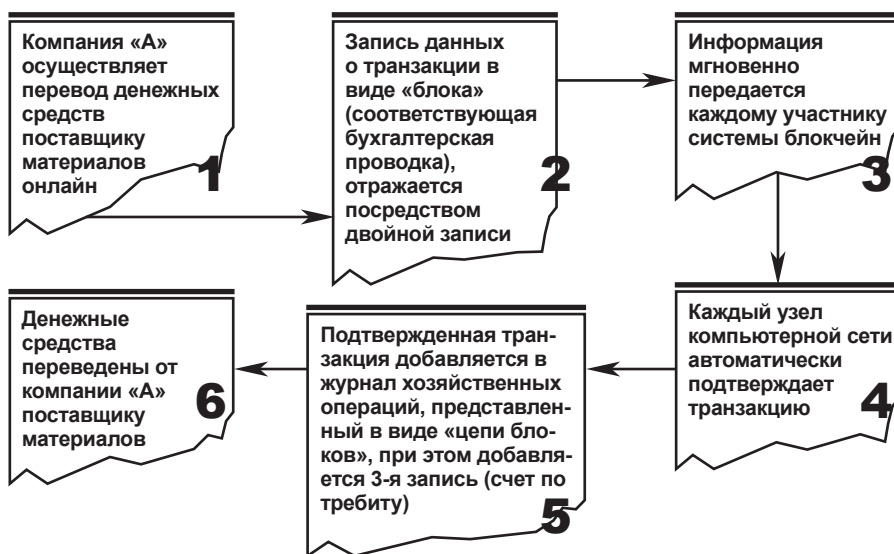 Компания «А»
осуществляет
перевод денежных
средств
поставщику
материалов
онлайн
1
Запись данных
о транзакции в
виде «блока»
(соответствующая
бухгалтерская
проводка),
отражается
посредством
двойной записи
2
Информация
мгновенно
передается
каждому участнику
системы блокчейн
3
Каждый узел
компьютерной сети
автоматически
подтверждает
транзакцию
4
Подтвержденная тран-
закция добавляется в
журнал хозяйственных
операций, представлен-
ный в виде «цепи бло-
ков», при этом добавля-
ется 3-я запись (счет по
требиту)
5
Денежные
средства
переведены от
компании «А»
поставщику
материалов
6